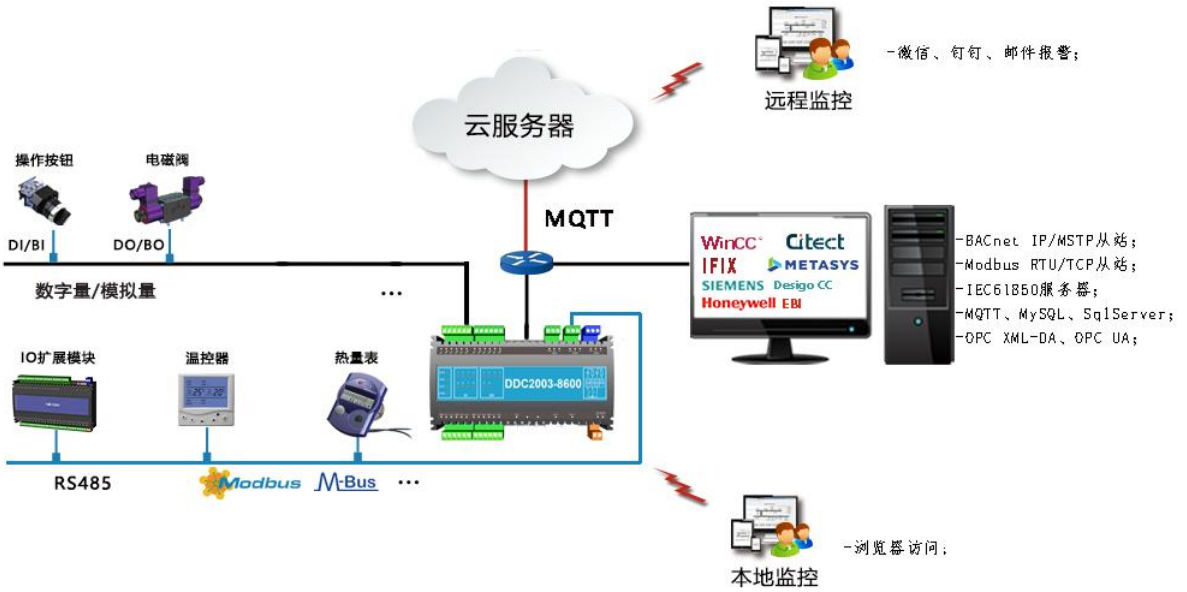 -微信、钉钉、邮件报警;
远程监控
云服务器
操作按钮
电磁阀
MQTT
DI/BI
DO/BO
数字量/模拟量
...
WinCC
Citect
iFIX
METASYS
SIEMENS Desigo CC
Honeywell EBI
-BACnet IP/MSTP从站;
-Modbus RTU/TCP从站;
-IEC61850服务器;
-MQTT、MySQL、SqlServer;
-OPC XML-DA、OPC UA;
IO扩展模块
温控器
热量表
DDC2003-8600
RS485
Modbus
M-Bus
...
-浏览器访问;
本地监控